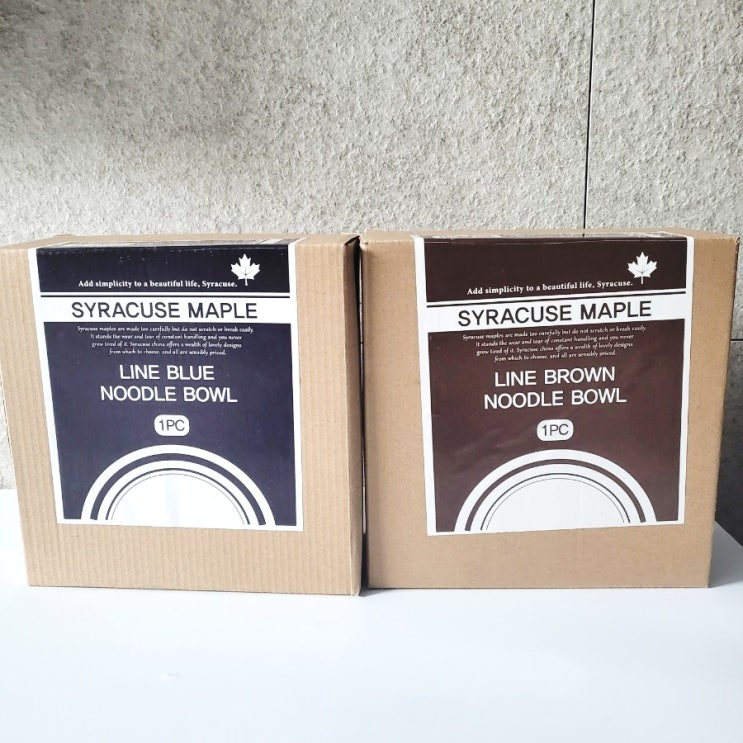 Add simplicity to a beautiful life, Syracuse.
SYRACUSE MAPLE
Syracuse maples are made too carefully but do not scratch or break easily.
It stands the wear and tear of constant handling and you never
grow tired of it. Syracuse china offers a wealth of lovely designs
from which to choose, and all are sensibly priced.
LINE BLUE
NOODLE BOWL
1PC
Add simplicity to a beautiful life, Syracuse.
SYRACUSE MAPLE
Syracuse maples are made too carefully but do not scratch or break easily.
It stands the wear and tear of constant handling and you never
grow tired of it. Syracuse china offers a wealth of lovely designs
from which to choose, and all are sensibly priced.
LINE BROWN
NOODLE BOWL
1PC